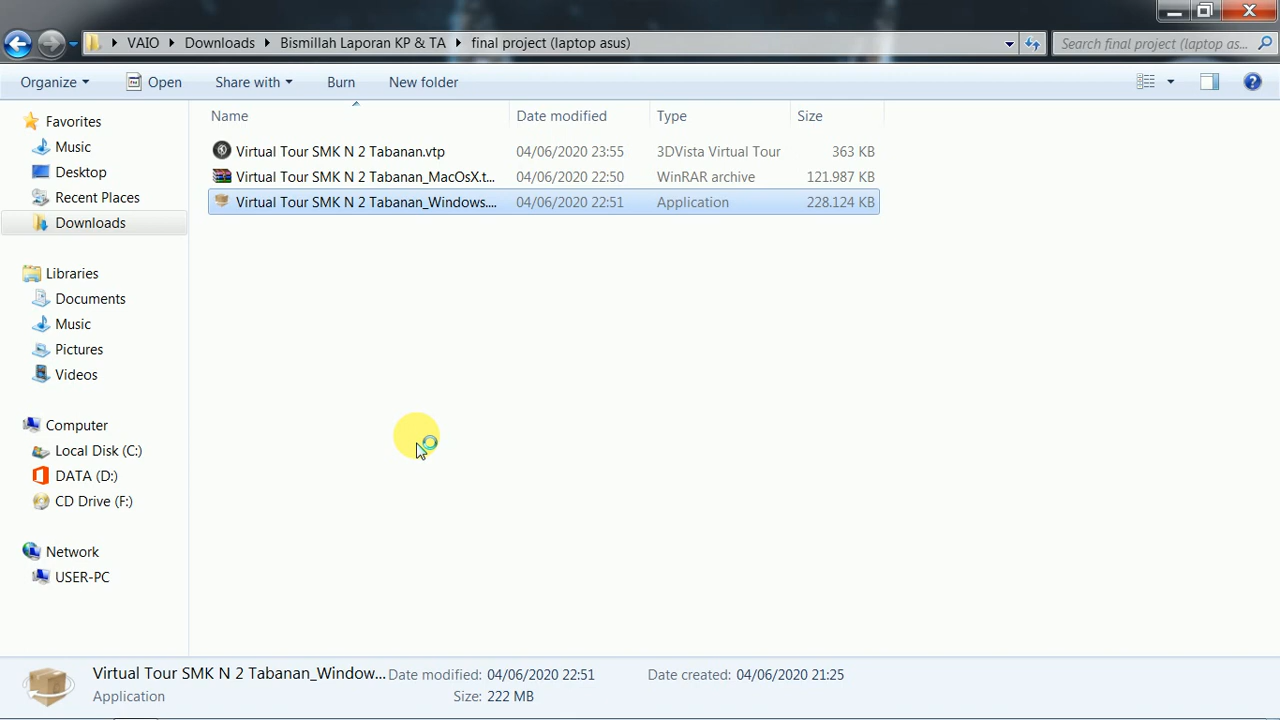 VAIO Downloads Bismillah Laporan KP & TA final project (laptop asus) Search final project (laptop as...
Organize Open Share with Burn New folder
Name Date modified Type Size
Favorites
Music
Desktop
Recent Places
Downloads
Libraries
Documents
Music
Pictures
Videos
Computer
Local Disk (C:)
DATA (D:)
CD Drive (F:)
Network
USER-PC
Virtual Tour SMK N 2 Tabanan.vtp 04/06/2020 23:55 3DVista Virtual Tour 363 KB
Virtual Tour SMK N 2 Tabanan_MacOsX.t... 04/06/2020 22:50 WinRAR archive 121.987 KB
Virtual Tour SMK N 2 Tabanan_Windows.... 04/06/2020 22:51 Application 228.124 KB
Virtual Tour SMK N 2 Tabanan_Window... Date modified: 04/06/2020 22:51 Date created: 04/06/2020 21:25
Application Size: 222 MB